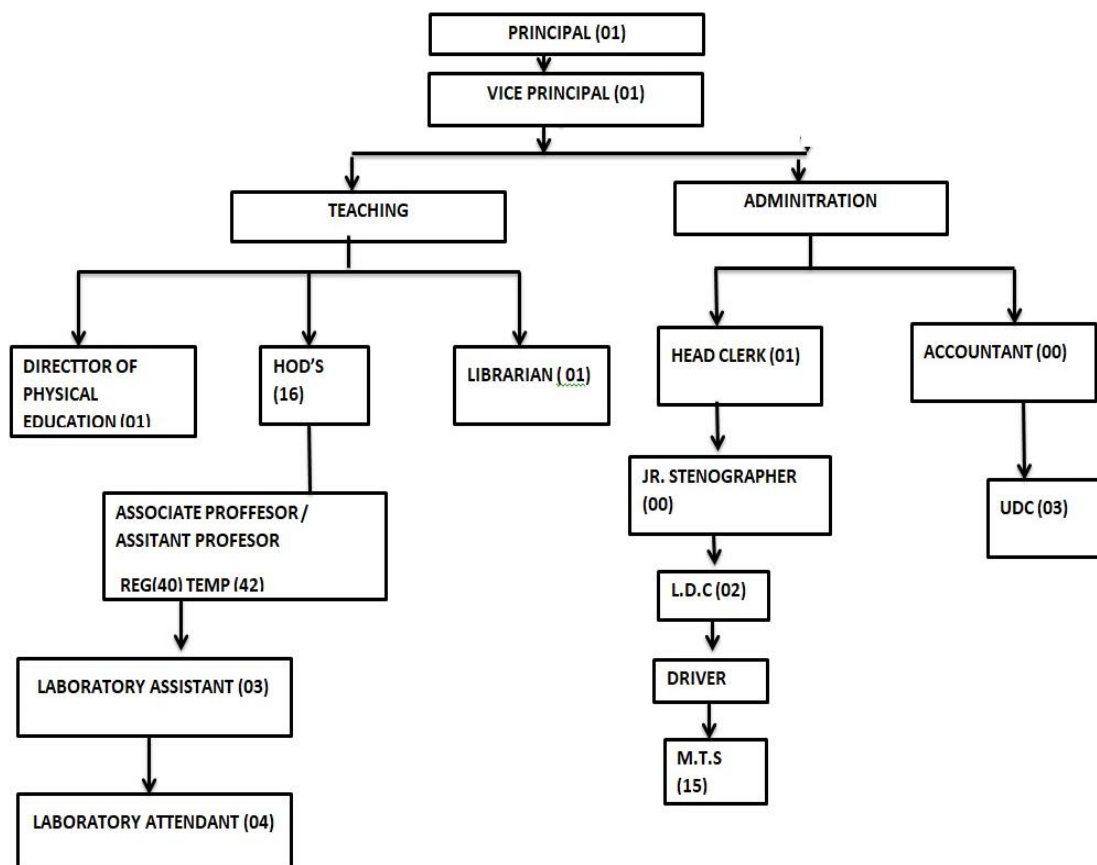 PRINCIPAL (01)
VICE PRINCIPAL (01)
TEACHING
ADMINITRATION
DIRECTTOR OF
PHYSICAL
EDUCATION (01)
HOD'S
(16)
LIBRARIAN ( 01)
HEAD CLERK (01)
ACCOUNTANT (00)
ASSOCIATE PROFFESOR /
ASSITANT PROFESOR
REG(40) TEMP (42)
JR. STENOGRAPHER
(00)
UDC (03)
L.D.C (02)
LABORATORY ASSISTANT (03)
DRIVER
M.T.S
(15)
LABORATORY ATTENDANT (04)